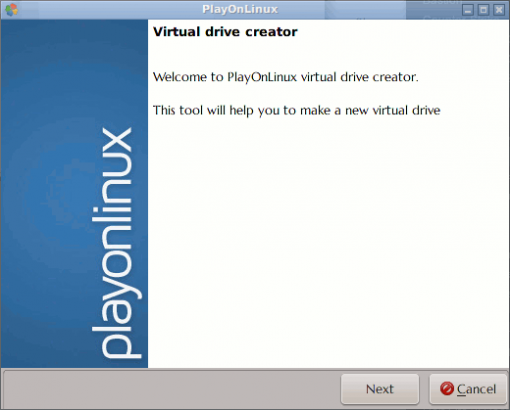 PlayOnLinux
Virtual drive creator
Welcome to PlayOnLinux virtual drive creator.
This tool will help you to make a new virtual drive
playonlinux
Next
Cancel